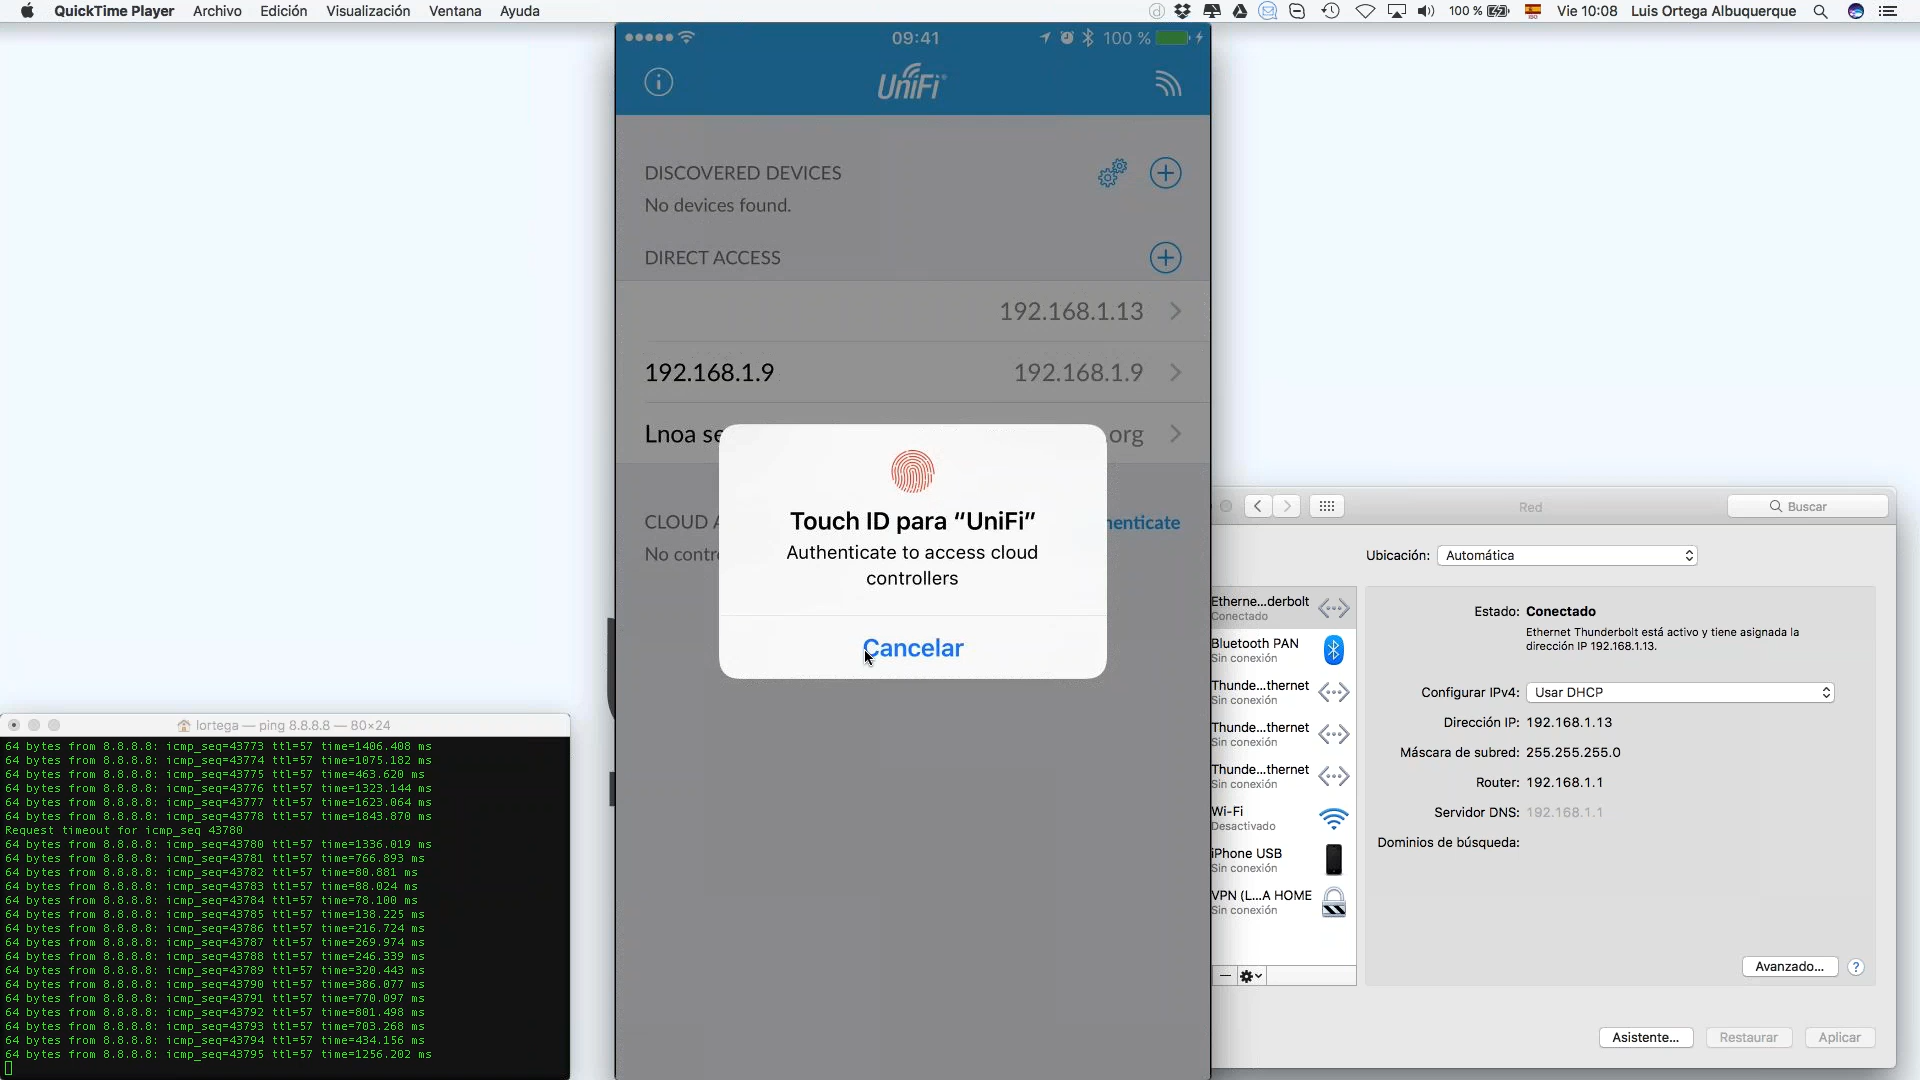 QuickTime Player Archivo Edición Visualización Ventana Ayuda
100 % Vie 10:08 Luis Ortega Albuquerque
09:41
100 %
UniFi
DISCOVERED DEVICES
No devices found.
DIRECT ACCESS
192.168.1.13
192.168.1.9 192.168.1.9
Lnoa se
.org
CLOUD A
henticate
No contr
Touch ID para “UniFi”
Authenticate to access cloud
controllers
Cancelar
lortega — ping 8.8.8.8 — 80×24
64 bytes from 8.8.8.8: icmp_seq=43773 ttl=57 time=1406.408 ms
64 bytes from 8.8.8.8: icmp_seq=43774 ttl=57 time=1075.182 ms
64 bytes from 8.8.8.8: icmp_seq=43775 ttl=57 time=463.620 ms
64 bytes from 8.8.8.8: icmp_seq=43776 ttl=57 time=1323.144 ms
64 bytes from 8.8.8.8: icmp_seq=43777 ttl=57 time=1623.064 ms
64 bytes from 8.8.8.8: icmp_seq=43778 ttl=57 time=1843.870 ms
Request timeout for icmp_seq 43780
64 bytes from 8.8.8.8: icmp_seq=43780 ttl=57 time=1336.019 ms
64 bytes from 8.8.8.8: icmp_seq=43781 ttl=57 time=766.893 ms
64 bytes from 8.8.8.8: icmp_seq=43782 ttl=57 time=80.881 ms
64 bytes from 8.8.8.8: icmp_seq=43783 ttl=57 time=88.024 ms
64 bytes from 8.8.8.8: icmp_seq=43784 ttl=57 time=78.100 ms
64 bytes from 8.8.8.8: icmp_seq=43785 ttl=57 time=138.225 ms
64 bytes from 8.8.8.8: icmp_seq=43786 ttl=57 time=216.724 ms
64 bytes from 8.8.8.8: icmp_seq=43787 ttl=57 time=269.974 ms
64 bytes from 8.8.8.8: icmp_seq=43788 ttl=57 time=246.339 ms
64 bytes from 8.8.8.8: icmp_seq=43789 ttl=57 time=320.443 ms
64 bytes from 8.8.8.8: icmp_seq=43790 ttl=57 time=386.077 ms
64 bytes from 8.8.8.8: icmp_seq=43791 ttl=57 time=770.097 ms
64 bytes from 8.8.8.8: icmp_seq=43792 ttl=57 time=801.498 ms
64 bytes from 8.8.8.8: icmp_seq=43793 ttl=57 time=703.268 ms
64 bytes from 8.8.8.8: icmp_seq=43794 ttl=57 time=434.156 ms
64 bytes from 8.8.8.8: icmp_seq=43795 ttl=57 time=1256.202 ms
Red
Buscar
Ubicación: Automática
Etherne...derbolt
Conectado
Bluetooth PAN
Sin conexión
Thunde...thernet
Sin conexión
Thunde...thernet
Sin conexión
Thunde...thernet
Sin conexión
Wi-Fi
Desactivado
iPhone USB
Sin conexión
VPN (L...A HOME
Sin conexión
Estado: Conectado
Ethernet Thunderbolt está activo y tiene asignada la
dirección IP 192.168.1.13.
Configurar IPv4: Usar DHCP
Dirección IP: 192.168.1.13
Máscara de subred: 255.255.255.0
Router: 192.168.1.1
Servidor DNS: 192.168.1.1
Dominios de búsqueda:
Avanzado... ?
Asistente... Restaurar Aplicar